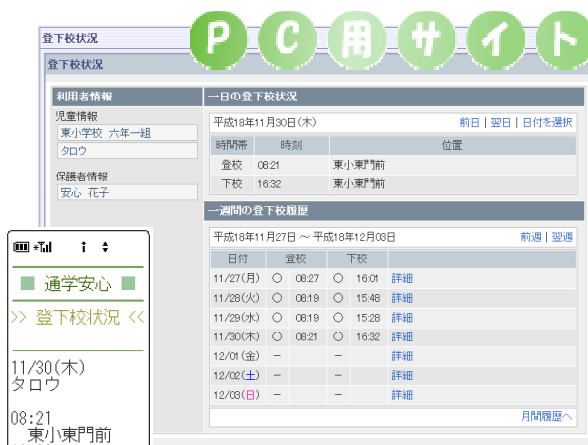 PC用サイト
登下校状況
登下校状況
利用者情報
児童情報
東小学校 六年一組
タロウ
保護者情報
安心 花子
一日の登下校状況
平成18年11月30日(木) 前日 | 翌日 | 日付を選択
時間帯 時刻 位置
登校 08:21 東小東門前
下校 16:32 東小東門前
一週間の登下校履歴
平成18年11月27日 ～ 平成18年12月03日 前週 | 翌週
日付 登校 下校
11/27(月) ○ 08:27 ○ 16:01 詳細
11/28(火) ○ 08:19 ○ 15:48 詳細
11/29(水) ○ 08:19 ○ 15:28 詳細
11/30(木) ○ 08:21 ○ 16:32 詳細
12/01(金) － － 詳細
12/02(土) － － 詳細
12/03(日) － － 詳細
月間履歴へ
■ 通学安心 ■
>> 登下校状況 <<
11/30(木)
タロウ
08:21
東小東門前